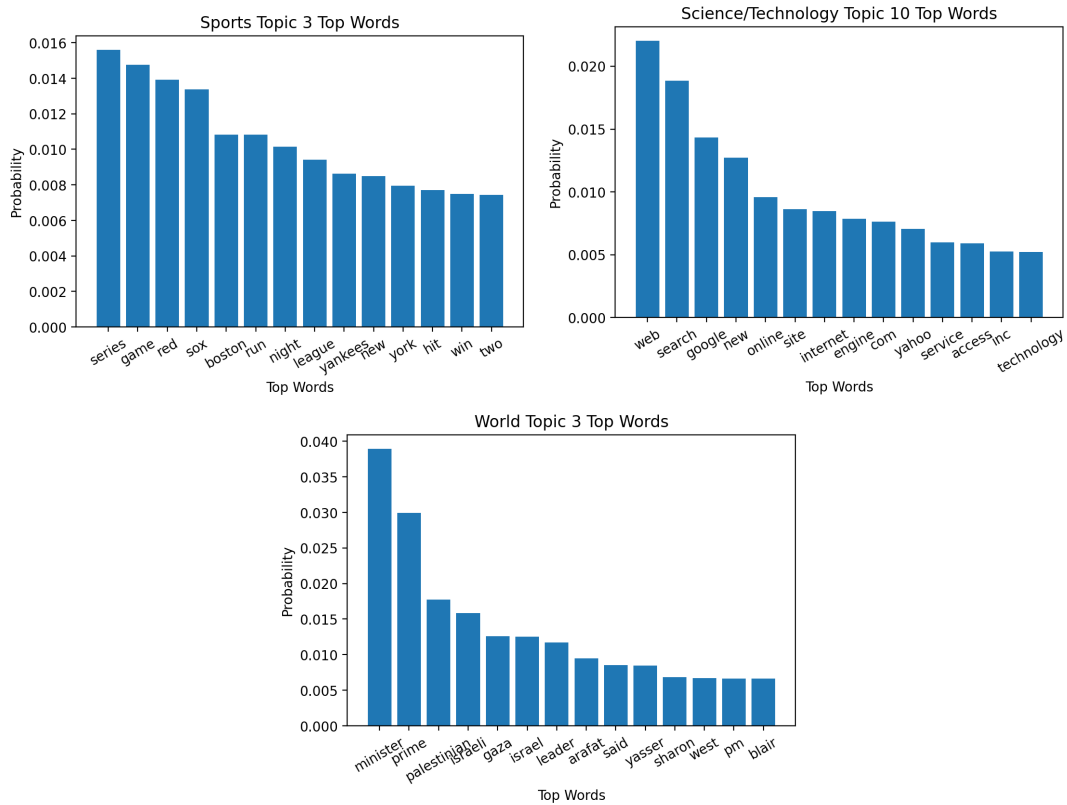 Sports Topic 3 Top Words
Probability
0.016
0.014
0.012
0.010
0.008
0.006
0.004
0.002
0.000
series game red sox boston run night league yankees new york hit win two
Top Words
Science/Technology Topic 10 Top Words
Probability
0.020
0.015
0.010
0.005
0.000
web search google new online site internet engine com yahoo service access inc technology
Top Words
World Topic 3 Top Words
Probability
0.040
0.035
0.030
0.025
0.020
0.015
0.010
0.005
0.000
minister prime palestinian israeli gaza israel leader arafat said yasser sharon west pm blair
Top Words